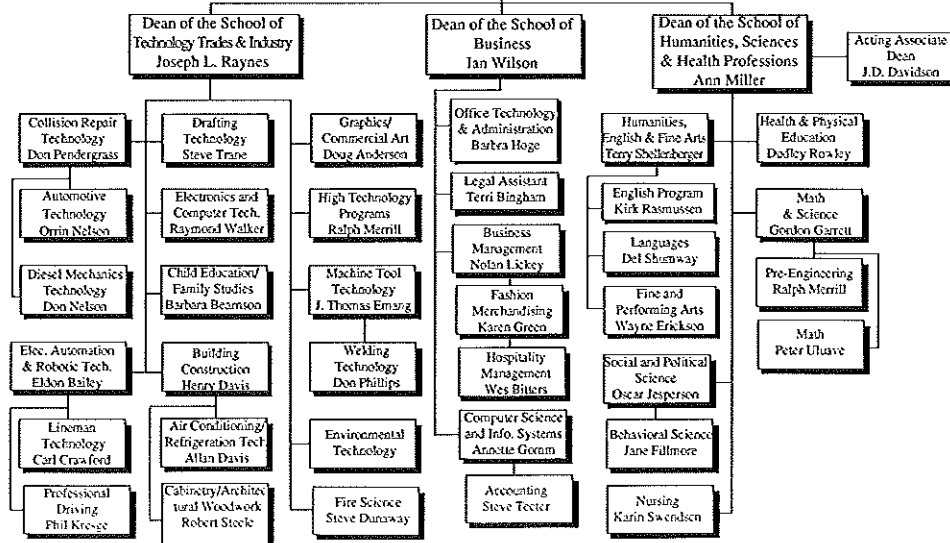 Dean of the School of
Technology Trades & Industry
Joseph L. Raynes
Dean of the School of
Business
Ian Wilson
Dean of the School of
Humanities, Sciences
& Health Professions
Ann Miller
Acting Associate
Dean
J.D. Davidson
Collision Repair
Technology
Don Pendergrass
Automotive
Technology
Orrin Nelson
Diesel Mechanics
Technology
Don Nelson
Elec. Automation
& Robotic Tech.
Eldon Bailey
Lineman
Technology
Carl Crawford
Professional
Driving
Phil
Drafting
Technology
Steve
Electronics and
Computer Tech.
Raymond Walker
Child Education/
Family Studies
Barbara
Building
Construction
Henry Davis
Air Conditioning/
Refrigeration Tech.
Allan Davis
Cabinetry/Architec
tural Woodwork
Robert Steele
Graphics/
Commercial Art
Doug Anderson
High Technology
Programs
Ralph Merrill
Machine Tool
Technology
J. Thomas
Welding
Technology
Don Phillips
Environmental
Technology
Fire Science
Steve Dunaway
Office Technology
& Administration
Barbra Hoge
Legal Assistant
Terri Bingham
Business
Management
Nolan Lickey
Fashion
Merchandising
Karen Green
Hospitality
Management
Wes Bitters
Computer Science
and Info. Systems
Annette
Accounting
Steve Teeter
Humanities,
English & Fine Arts
Terry Shellenberger
English Program
Kirk Rasmussen
Languages
Del Shumway
Fine and
Performing Arts
Wayne Erickson
Social and Political
Science
Oscar Jesperson
Behavioral Science
Jane Fillmore
Nursing
Karin Swendsen
Health & Physical
Education
Rowley
Math
& Science
Gordon Garrett
Pre-Engineering
Ralph Merrill
Math
Peter